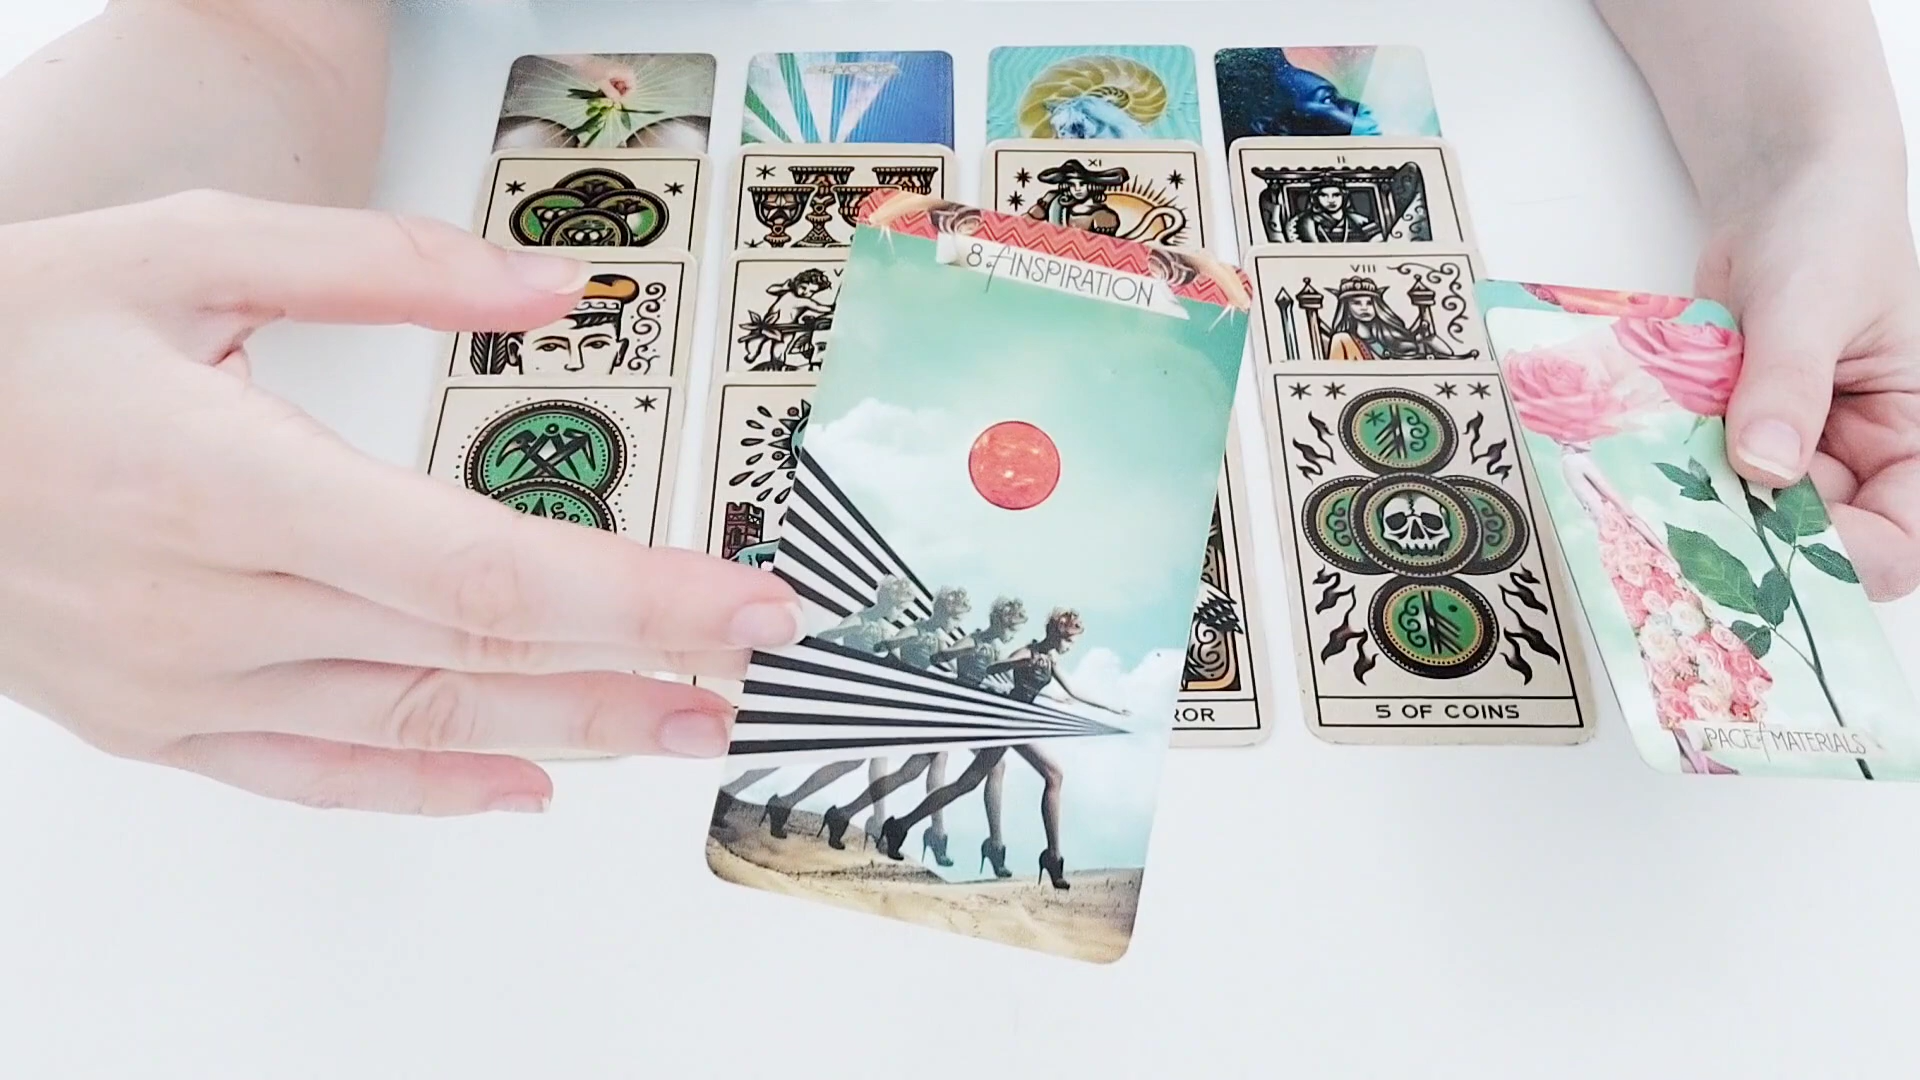 XI
II
8 of INSPIRATION
V
VIII
ROR
5 OF COINS
PAGE of MATERIALS